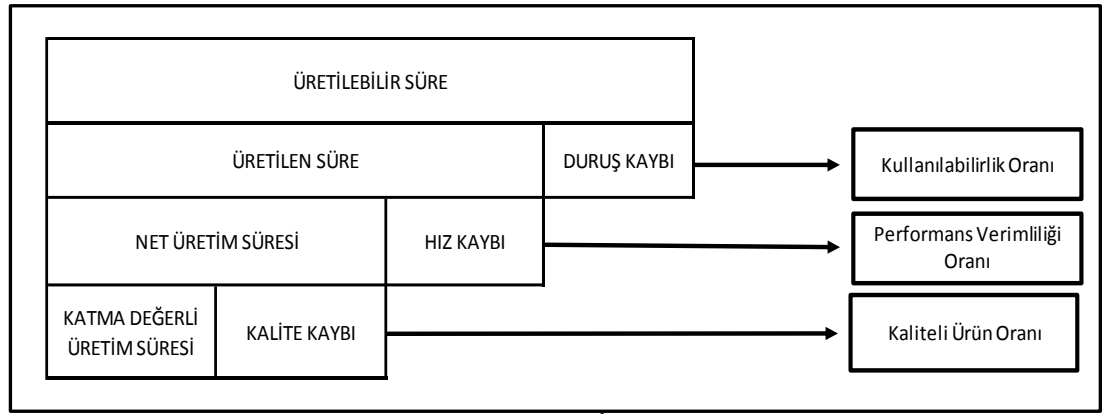 ÜRETİLEBİLİR SÜRE
ÜRETİLEN SÜRE
DURUŞ KAYBI
Kullanılabilirlik Oranı
NET ÜRETİM SÜRESİ
HIZ KAYBI
Performans Verimliliği
Oranı
KATMA DEĞERLİ
ÜRETİM SÜRESİ
KALİTE KAYBI
Kaliteli Ürün Oranı